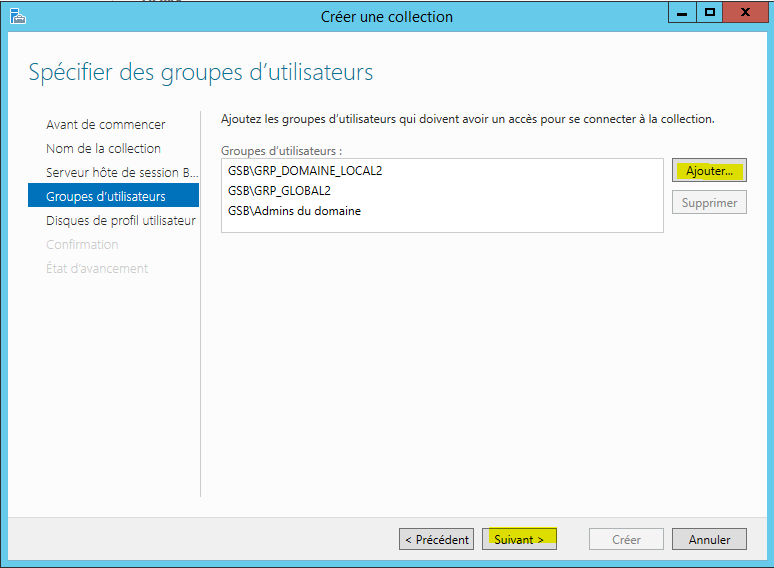 Créer une collection
Spécifier des groupes d'utilisateurs
Avant de commencer
Nom de la collection
Serveur hôte de session B...
Groupes d'utilisateurs
Disques de profil utilisateur
Confirmation
État d'avancement
Ajoutez les groupes d'utilisateurs qui doivent avoir un accès pour se connecter à la collection.
Groupes d'utilisateurs :
GSB\GRP_DOMAINE_LOCAL2
GSB\GRP_GLOBAL2
GSB\Admins du domaine
Ajouter...
Supprimer
< Précédent
Suivant >
Créer
Annuler